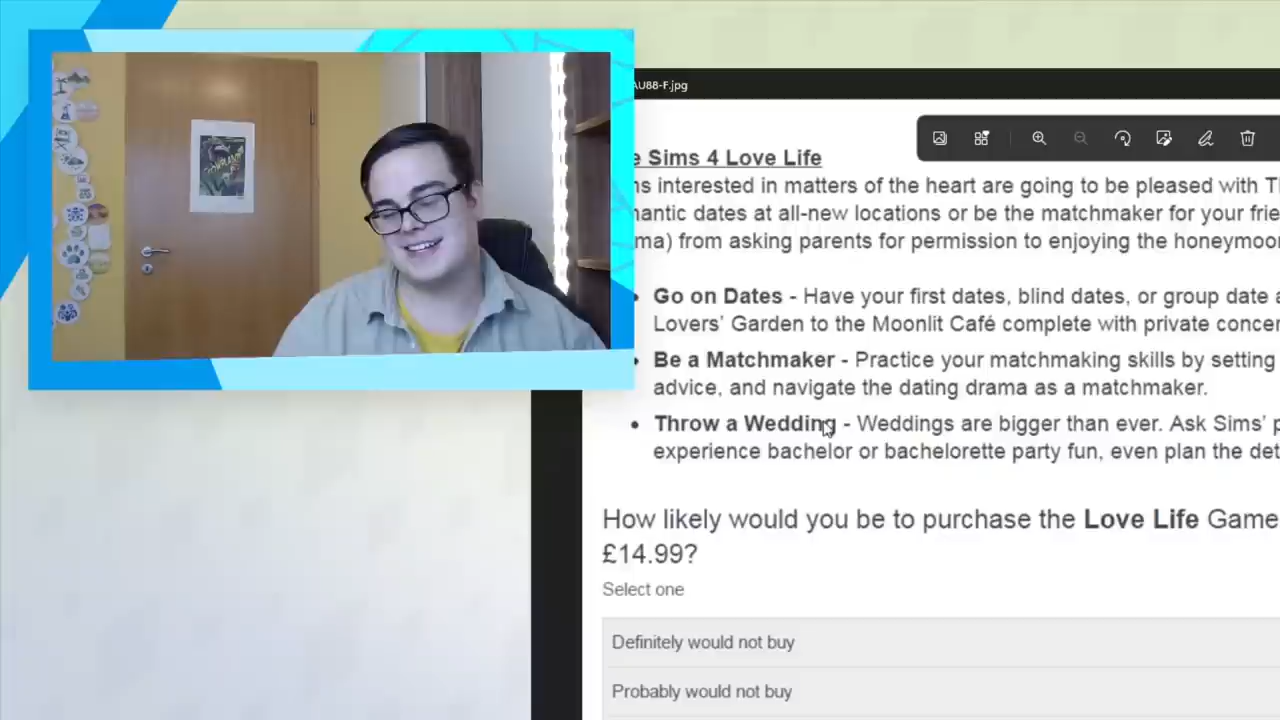 AU88-F.jpg
e Sims 4 Love Life
ns interested in matters of the heart are going to be pleased with
mantic dates at all-new locations or be the matchmaker for your
ma) from asking parents for permission to enjoying the
Go on Dates - Have your first dates, blind dates, or group date
Lovers' Garden to the Moonlit Café complete with private
Be a Matchmaker - Practice your matchmaking skills by setting
advice, and navigate the dating drama as a matchmaker.
Throw a Wedding - Weddings are bigger than ever. Ask Sims'
experience bachelor or bachelorette party fun, even plan the
How likely would you be to purchase the Love Life Game
£14.99?
Select one
Definitely would not buy
Probably would not buy